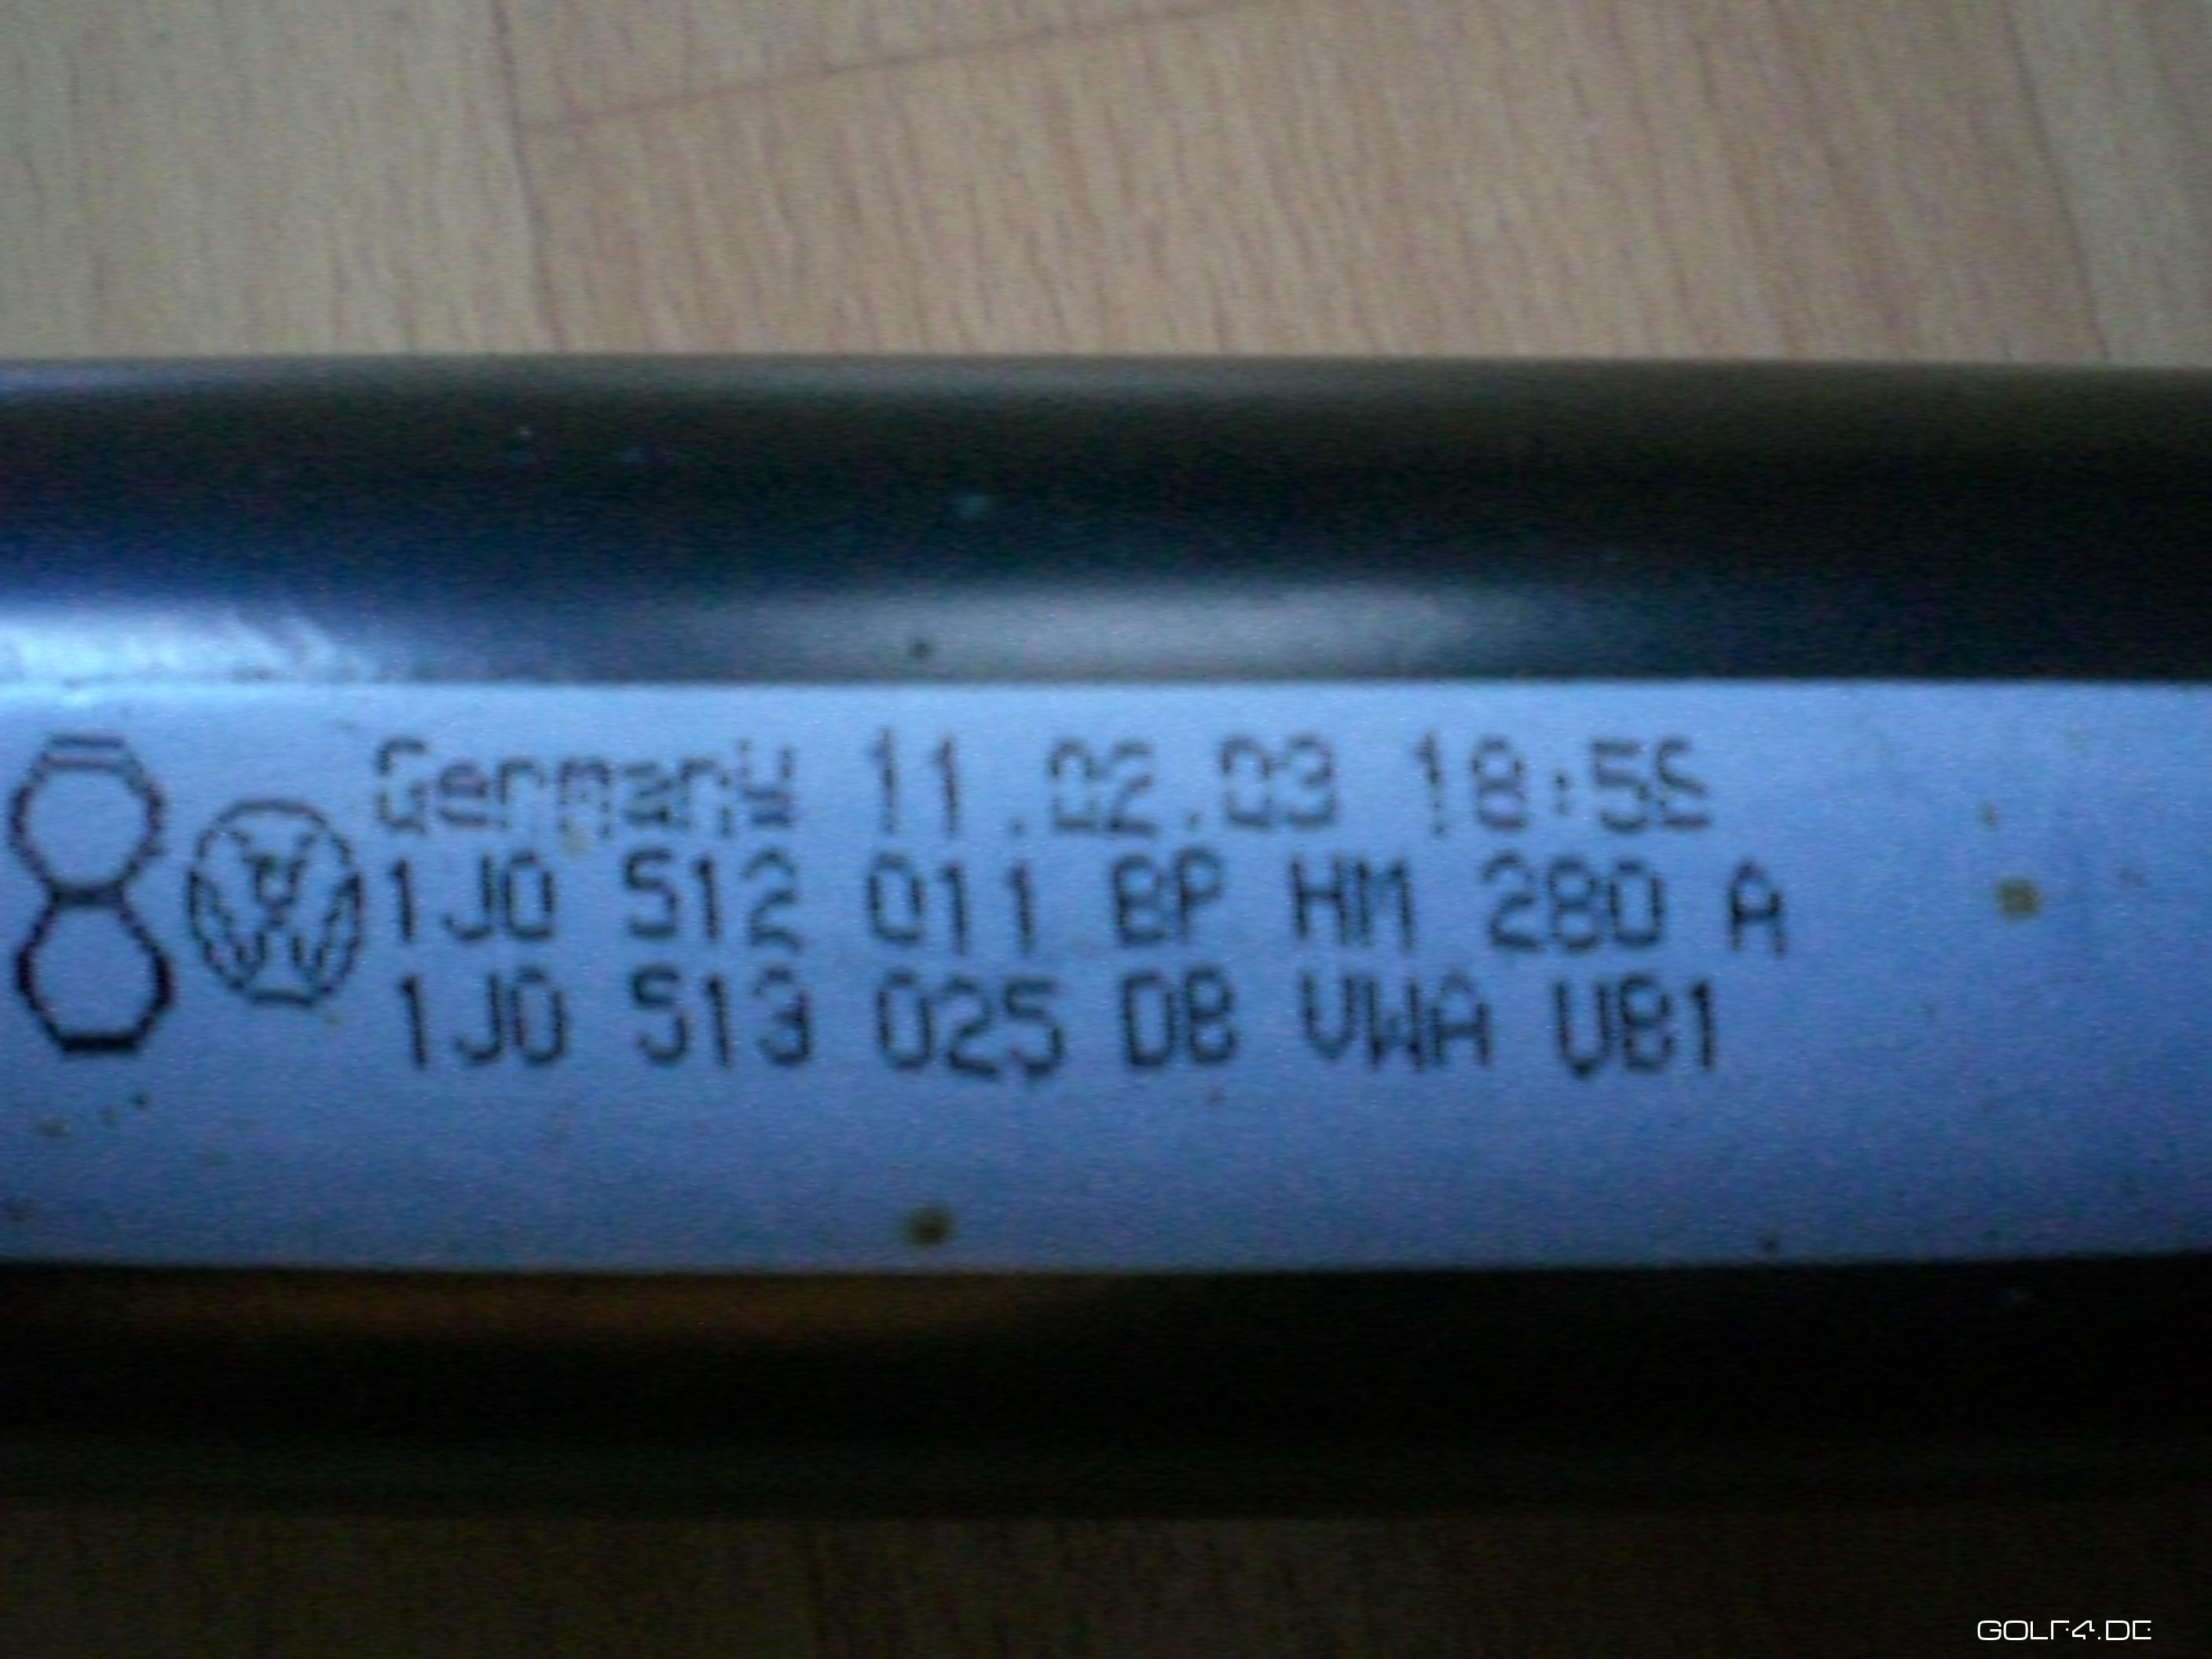 Germany 11.02.03 18:55
1J0 512 011 BP HM 280 A
1J0 513 025 DB VWA VB1
GOLF4.DE